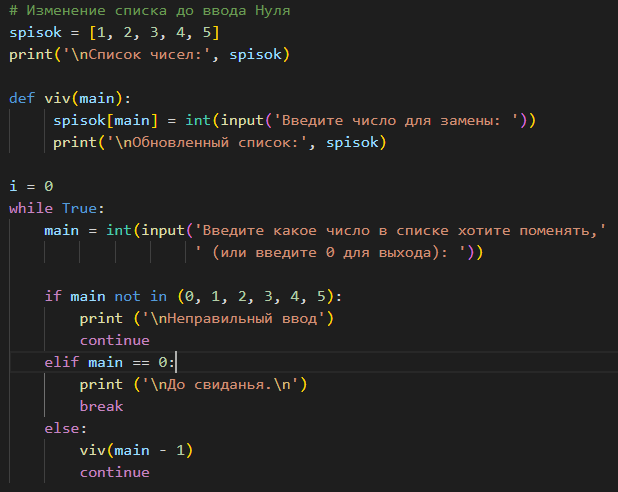 # Изменение списка до ввода Нуля
spisok = [1, 2, 3, 4, 5]
print('\nСписок чисел:', spisok)
def viv(main):
spisok[main] = int(input('Введите число для замены: '))
print('\nОбновленный список:', spisok)
i = 0
while True:
main = int(input('Введите какое число в списке хотите поменять,'
' (или введите 0 для выхода): '))
if main not in (0, 1, 2, 3, 4, 5):
print ('\nНеправильный ввод')
continue
elif main == 0:
print ('\nДо свиданья.\n')
break
else:
viv(main - 1)
continue